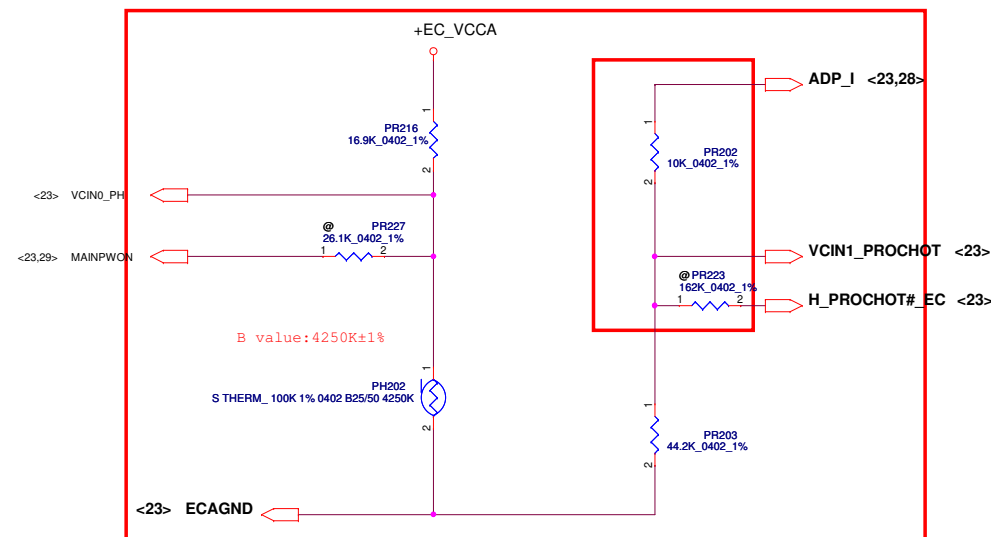 +EC_VCCA
ADP_I <23,28>
1
PR216
16.9K_0402_1%
2
1
PR202
10K_0402_1%
2
<23> VCIN0_PH
@ PR227
26.1K_0402_1%
1 2
<23,29> MAINPWON
VCIN1_PROCHOT <23>
@ PR223
162K_0402_1%
1 2
H_PROCHOT#_EC <23>
B value:4250K±1%
1
PH202
S THERM_ 100K 1% 0402 B25/50 4250K
2
1
PR203
44.2K_0402_1%
2
<23> ECAGND